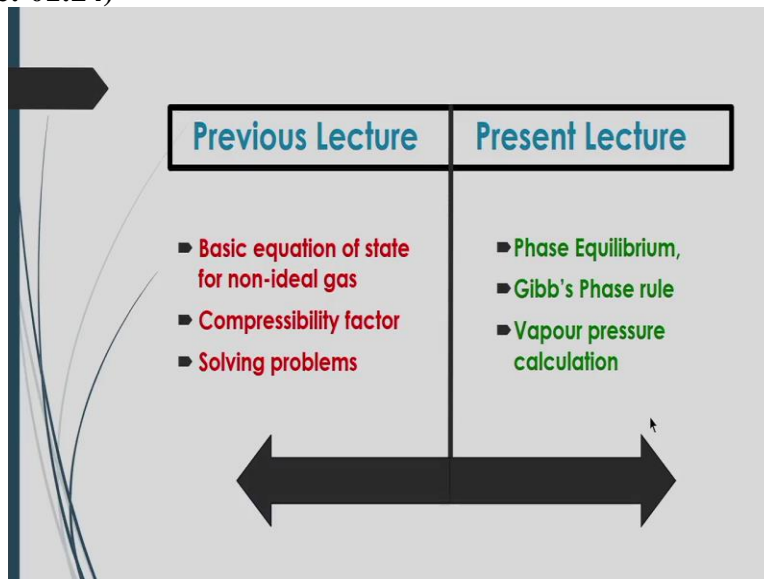 Previous Lecture
Present Lecture
Basic equation of state
for non-ideal gas
Compressibility factor
Solving problems
Phase Equilibrium,
Gibb's Phase rule
Vapour pressure
calculation